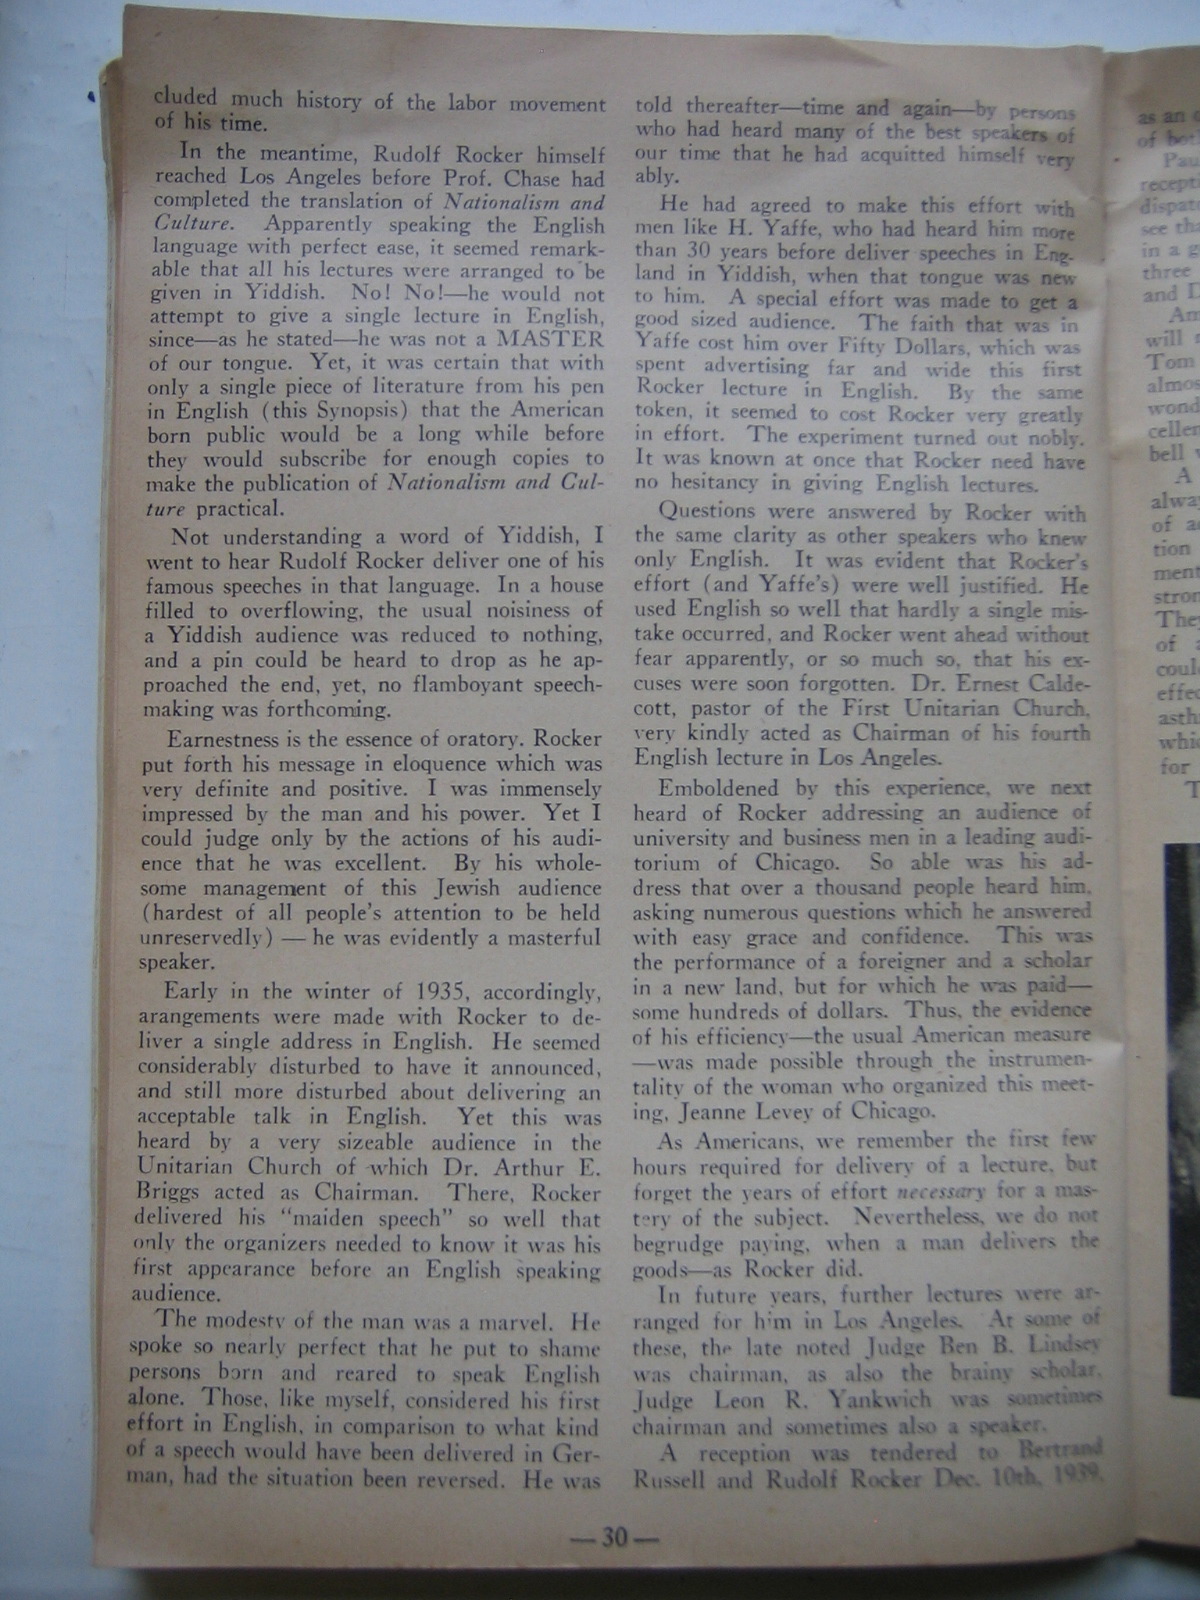 cluded much history of the labor movement
of his time.
In the meantime, Rudolf Rocker himself
reached Los Angeles before Prof. Chase had
completed the translation of Nationalism and
Culture. Apparently speaking the English
language with perfect ease, it seemed remark-
able that all his lectures were arranged to be
given in Yiddish. No! No!—he would not
attempt to give a single lecture in English,
since—as he stated—he was not a MASTER
of our tongue. Yet, it was certain that with
only a single piece of literature from his pen
in English (this Synopsis) that the American
born public would be a long while before
they would subscribe for enough copies to
make the publication of Nationalism and Cul-
ture practical.
Not understanding a word of Yiddish, I
went to hear Rudolf Rocker deliver one of his
famous speeches in that language. In a house
filled to overflowing, the usual noisiness of
a Yiddish audience was reduced to nothing,
and a pin could be heard to drop as he ap-
proached the end, yet, no flamboyant speech-
making was forthcoming.
Earnestness is the essence of oratory. Rocker
put forth his message in eloquence which was
very definite and positive. I was immensely
impressed by the man and his power. Yet I
could judge only by the actions of his audi-
ence that he was excellent. By his whole-
some management of this Jewish audience
(hardest of all people's attention to be held
unreservedly) — he was evidently a masterful
speaker.
Early in the winter of 1935, accordingly,
arangements were made with Rocker to de-
liver a single address in English. He seemed
considerably disturbed to have it announced,
and still more disturbed about delivering an
acceptable talk in English. Yet this was
heard by a very sizeable audience in the
Unitarian Church of which Dr. Arthur E.
Briggs acted as Chairman. There, Rocker
delivered his "maiden speech" so well that
only the organizers needed to know it was his
first appearance before an English speaking
audience.
The modesty of the man was a marvel. He
spoke so nearly perfect that he put to shame
persons born and reared to speak English
alone. Those, like myself, considered his first
effort in English, in comparison to what kind
of a speech would have been delivered in Ger-
man, had the situation been reversed. He was
told thereafter—time and again—by persons
who had heard many of the best speakers of
our time that he had acquitted himself very
ably.
He had agreed to make this effort with
men like H. Yaffe, who had heard him more
than 30 years before deliver speeches in Eng-
land in Yiddish, when that tongue was new
to him. A special effort was made to get a
good sized audience. The faith that was in
Yaffe cost him over Fifty Dollars, which was
spent advertising far and wide this first
Rocker lecture in English. By the same
token, it seemed to cost Rocker very greatly
in effort. The experiment turned out nobly.
It was known at once that Rocker need have
no hesitancy in giving English lectures.
Questions were answered by Rocker with
the same clarity as other speakers who knew
only English. It was evident that Rocker's
effort (and Yaffe's) were well justified. He
used English so well that hardly a single mis-
take occurred, and Rocker went ahead without
fear apparently, or so much so, that his ex-
cuses were soon forgotten. Dr. Ernest Calde-
cott, pastor of the First Unitarian Church,
very kindly acted as Chairman of his fourth
English lecture in Los Angeles.
Emboldened by this experience, we next
heard of Rocker addressing an audience of
university and business men in a leading audi-
torium of Chicago. So able was his ad-
dress that over a thousand people heard him,
asking numerous questions which he answered
with easy grace and confidence. This was
the performance of a foreigner and a scholar
in a new land, but for which he was paid—
some hundreds of dollars. Thus, the evidence
of his efficiency—the usual American measure
—was made possible through the instrumen-
tality of the woman who organized this meet-
ing, Jeanne Levey of Chicago.
As Americans, we remember the first few
hours required for delivery of a lecture, but
forget the years of effort necessary for a mas-
tery of the subject. Nevertheless, we do not
begrudge paying, when a man delivers the
goods—as Rocker did.
In future years, further lectures were ar-
ranged for him in Los Angeles. At some of
these, the late noted Judge Ben B. Lindsey
was chairman, as also the brainy scholar,
Judge Leon R. Yankwich was sometimes
chairman and sometimes also a speaker.
A reception was tendered to Bertrand
Russell and Rudolf Rocker Dec. 10th, 1939,
— 30 —
as an
of
in a
three
and
Am
will
Tom
bell
A
of
tion
of
for